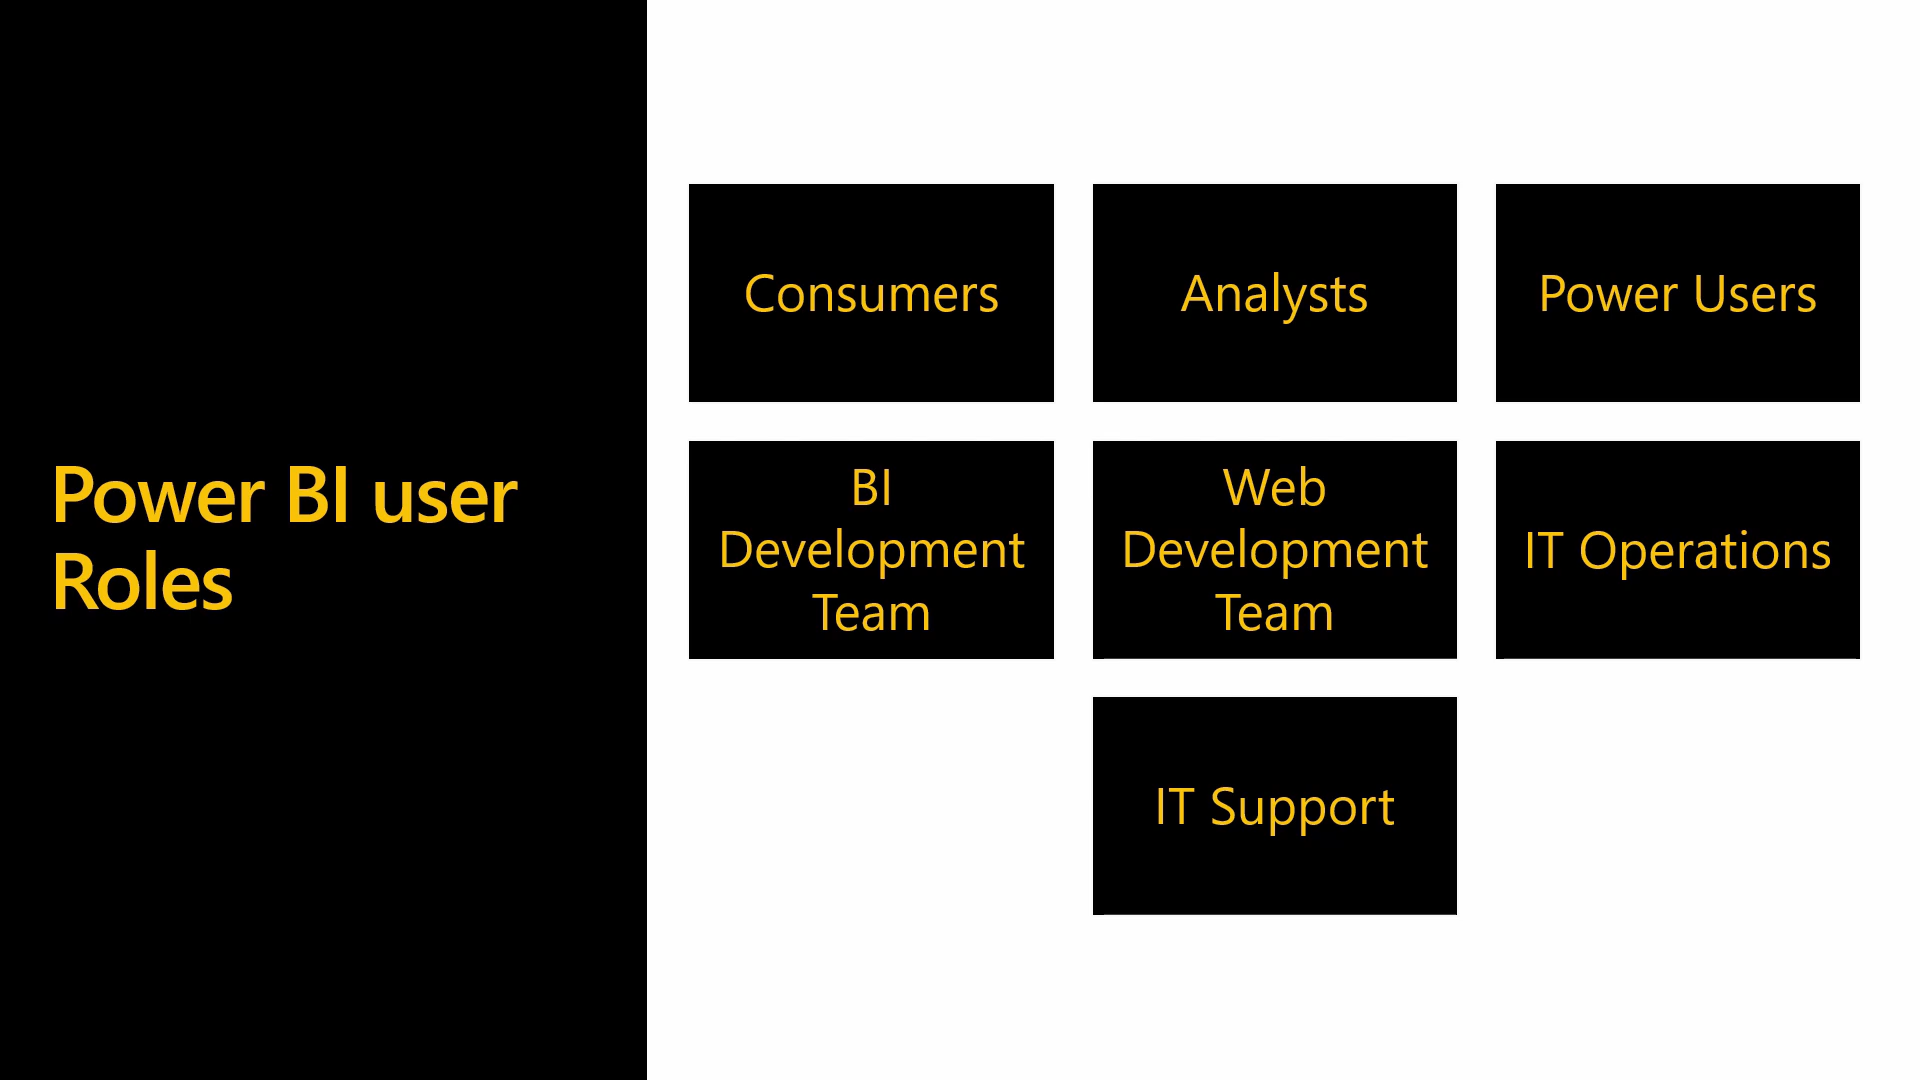 Power BI user
Roles
Consumers
Analysts
Power Users
BI
Development
Team
Web
Development
Team
IT Operations
IT Support